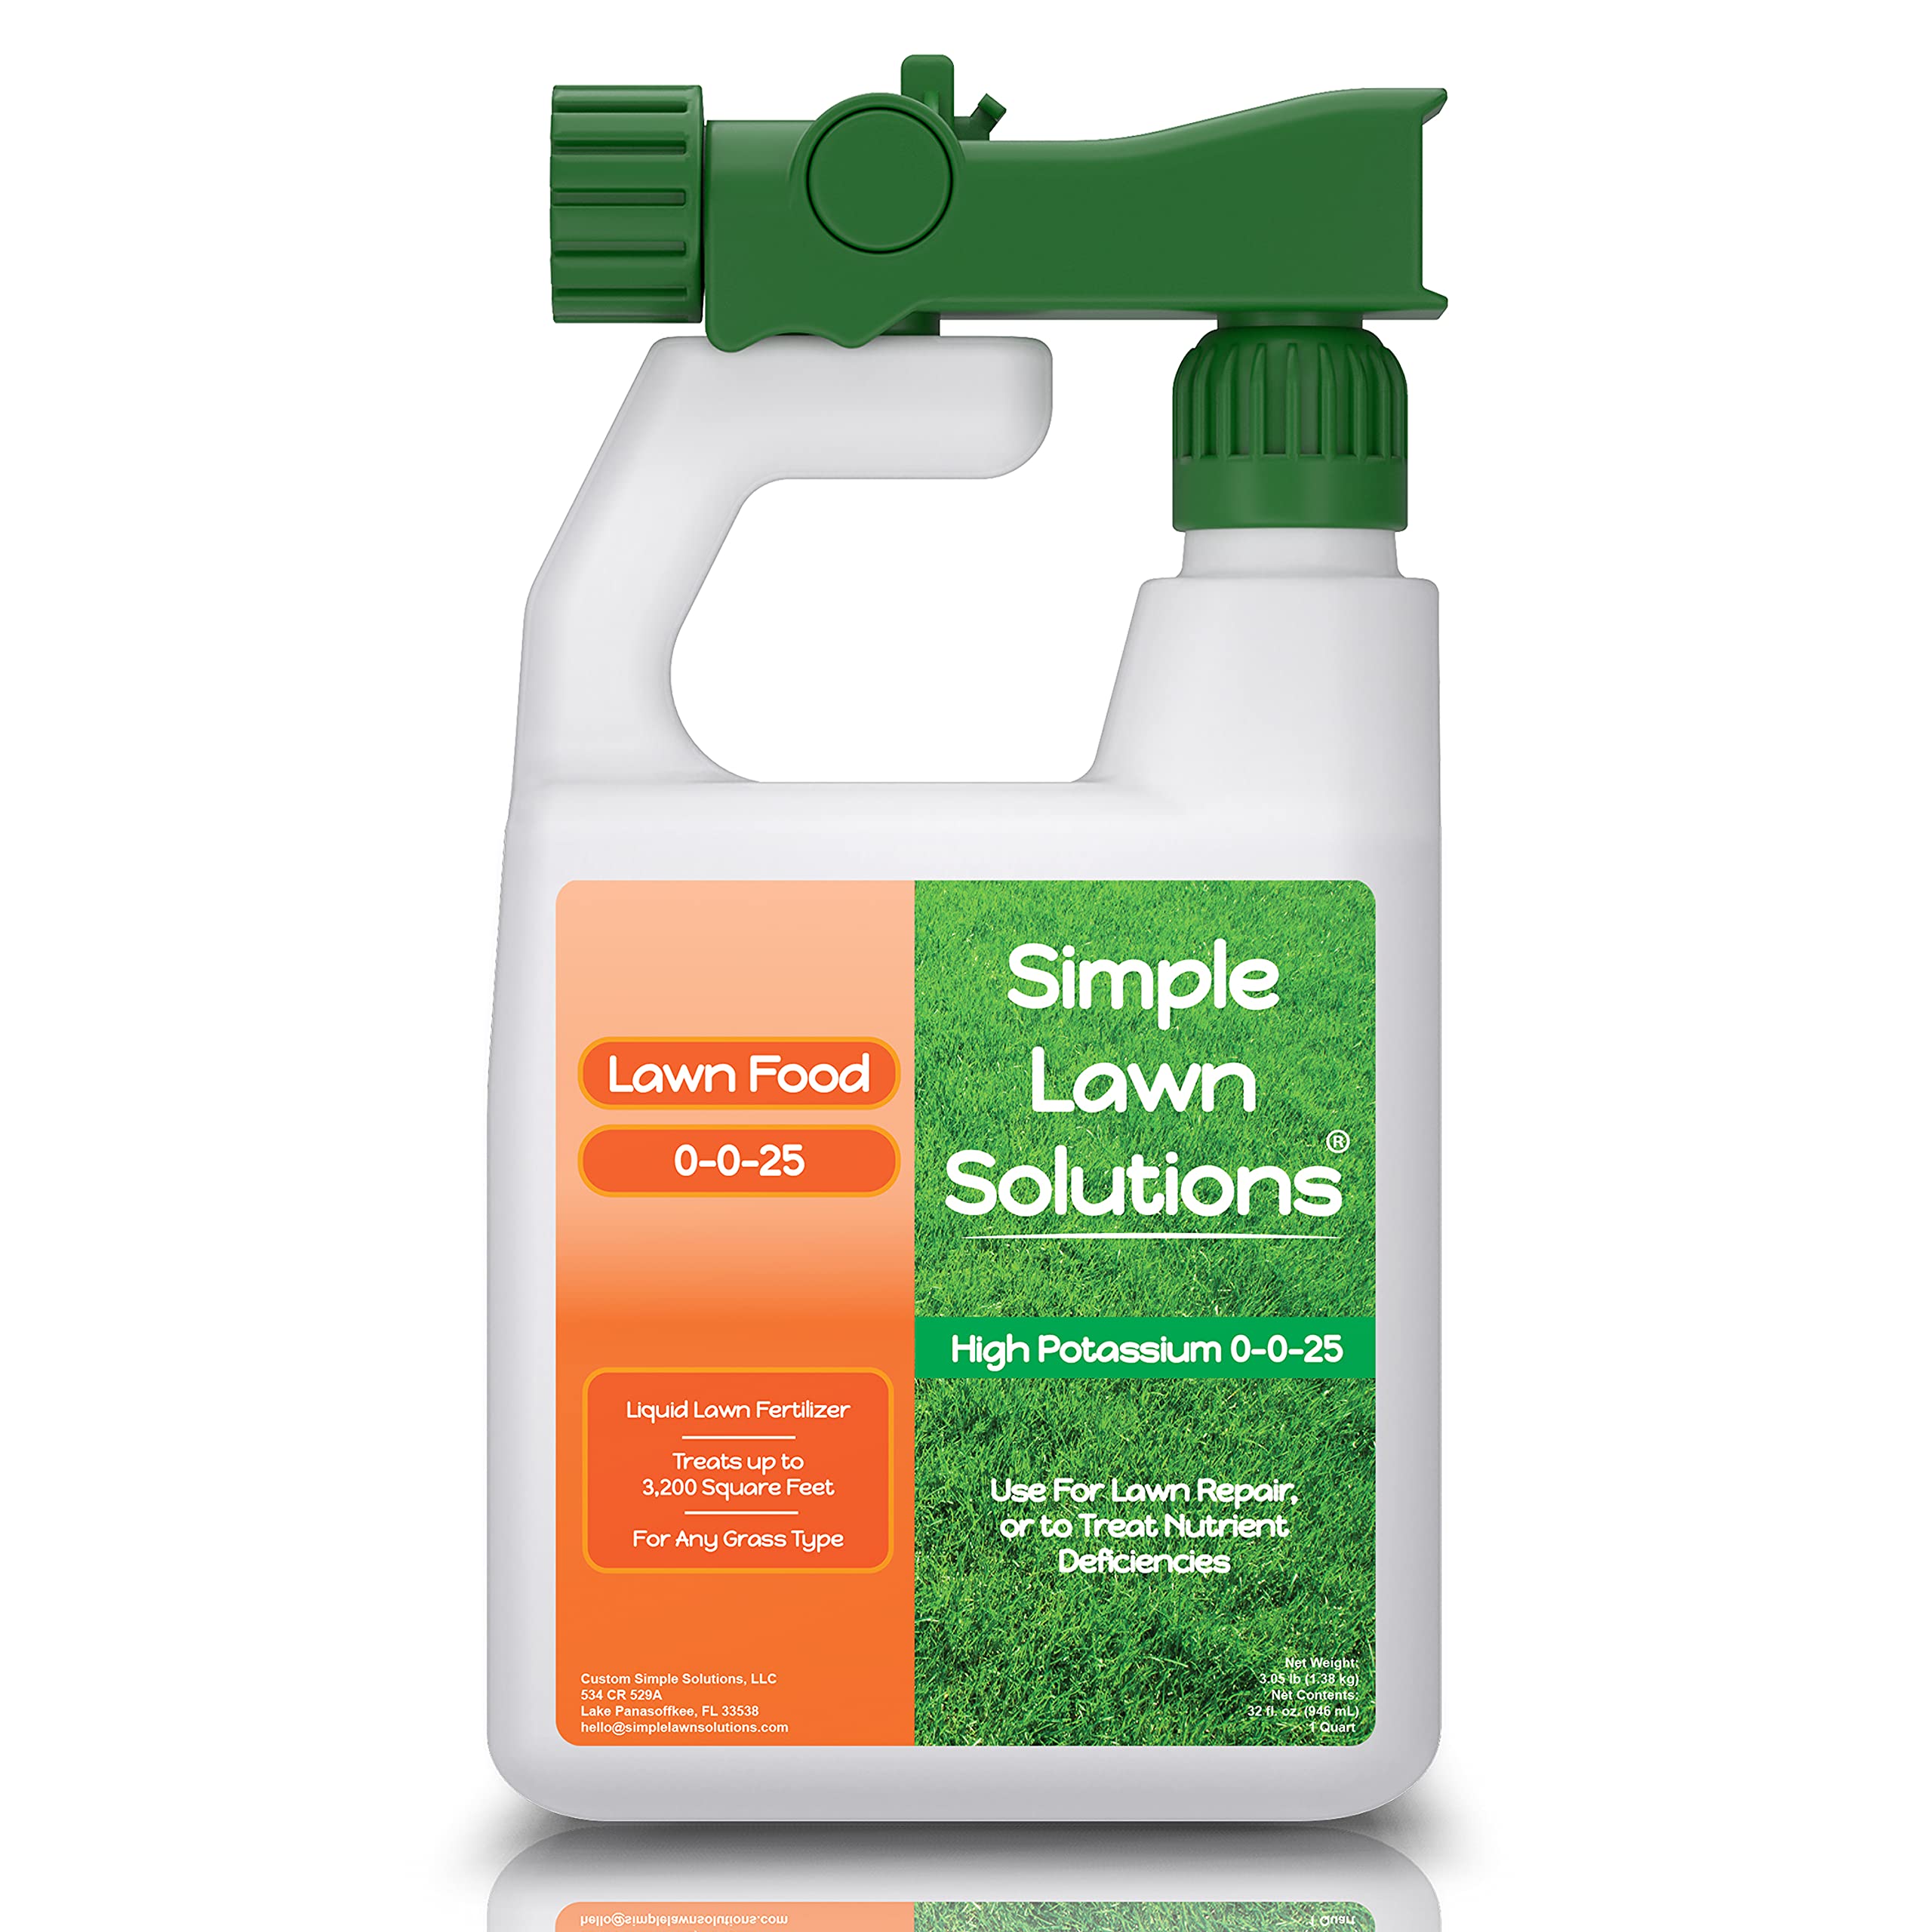 Lawn Food
0-0-25
Liquid Lawn Fertilizer
Treats up to
3,200 Square Feet
For Any Grass Type
Custom Simple Solutions, LLC
534 CR 529A
Lake Panasoffkee, FL 33538
hello@simplelawnsolutions.com
Simple
Lawn
Solutions®
High Potassium 0-0-25
Use For Lawn Repair,
or to Treat Nutrient
Deficiencies
Net Weight:
3.05 lb (1.38 kg)
Net Contents:
32 fl. oz. (946 mL)
1 Quart